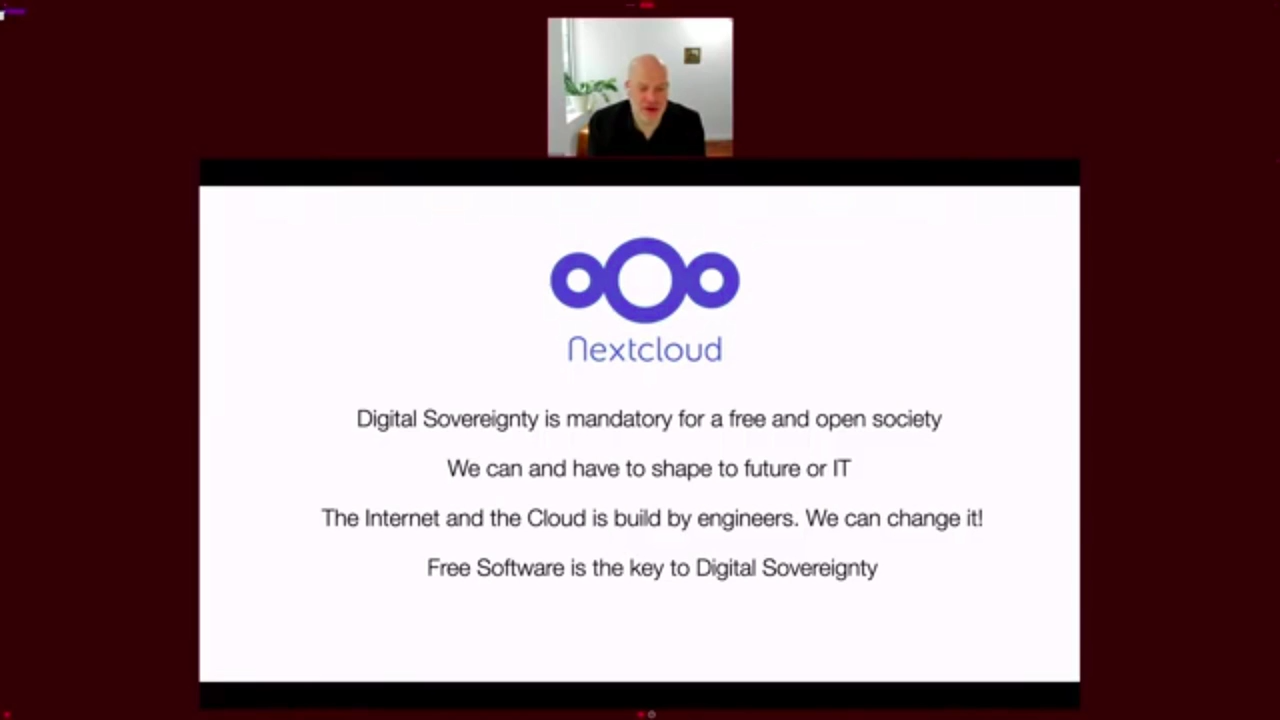 Nextcloud
Digital Sovereignty is mandatory for a free and open society
We can and have to shape to future or IT
The Internet and the Cloud is build by engineers. We can change it!
Free Software is the key to Digital Sovereignty